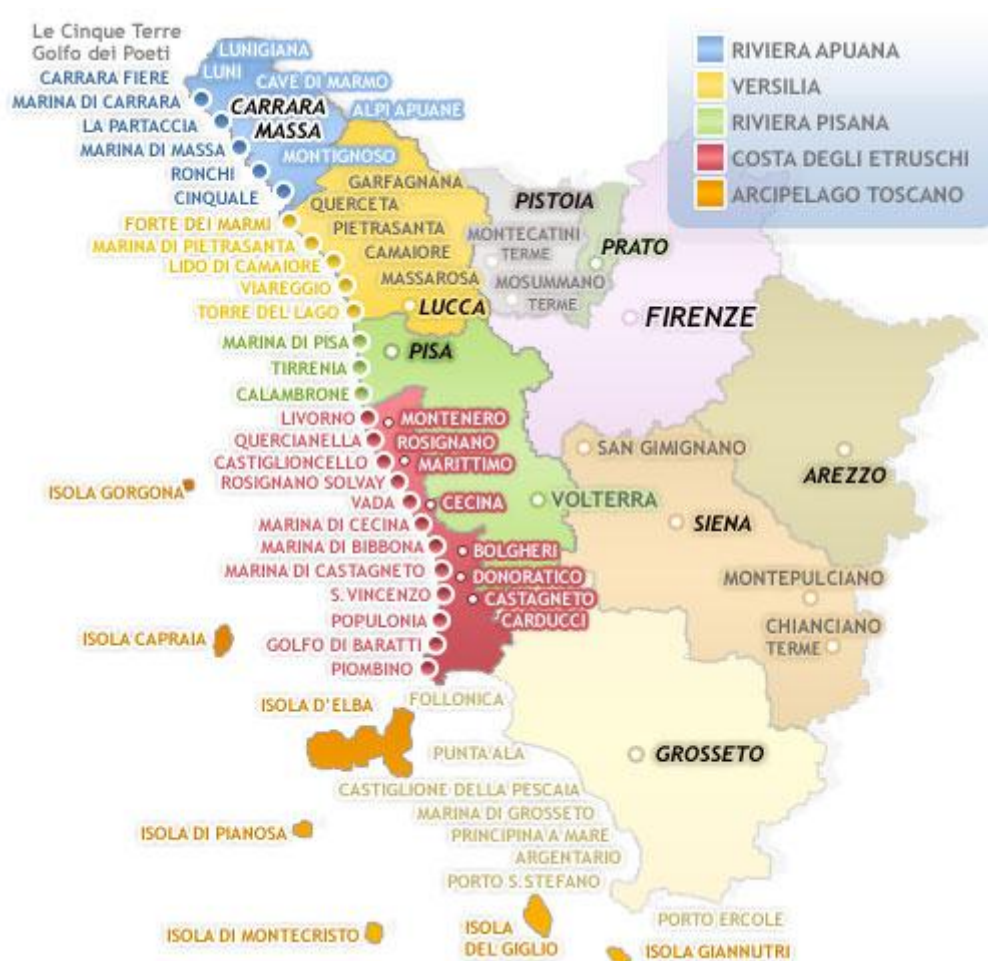 Le Cinque Terre
Golfo dei Poeti
LUNIGIANA
LUNI
CARRARA FIERE
CAVE DI MARMO
MARINA DI CARRARA
CARRARA
MASSA
ALPI APUANE
LA PARTACCIA
MARINA DI MASSA
MONTIGNOSO
RONCHI
CINQUALE
GARFAGNANA
QUERCETA
FORTE DEI MARMI
PIETRASANTA
MARINA DI PIETRASANTA
CAMAIORE
LIDO DI CAMAIORE
MASSAROSA
VIAREGGIO
TORRE DEL LAGO
LUCCA
PISTOIA
MONTECATINI
TERME
PRATO
MOSUMMANO
TERME
FIRENZE
RIVIERA APUANA
VERSILIA
RIVIERA PISANA
COSTA DEGLI ETRUSCHI
ARCIPELAGO TOSCANO
MARINA DI PISA
PISA
TIRRENIA
CALAMBRONE
LIVORNO
MONTENERO
QUERCIANELLA
ROSIGNANO
MARITTIMO
CASTIGLIONCELLO
ROSIGNANO SOLVAY
VADA
CECINA
VOLTERRA
SAN GIMIGNANO
AREZZO
SIENA
ISOLA GORGONA
MARINA DI CECINA
MARINA DI BIBBONA
BOLGHERI
MARINA DI CASTAGNETO
DONORATICO
S.VINCENZO
CASTAGNETO
CARDUCCI
POPULONIA
GOLFO DI BARATTI
PIOMBINO
MONTEPULCIANO
CHIANCIANO
TERME
ISOLA CAPRAIA
ISOLA D'ELBA
FOLLONICA
PUNTA ALA
GROSSETO
CASTIGLIONE DELLA PESCAIA
MARINA DI GROSSETO
PRINCIPINA A MARE
ARGENTARIO
PORTO S.STEFANO
ISOLA DI PIANOSA
PORTO ERCOLE
ISOLA DI MONTECRISTO
ISOLA
DEL GIGLIO
ISOLA GIANNUTRI